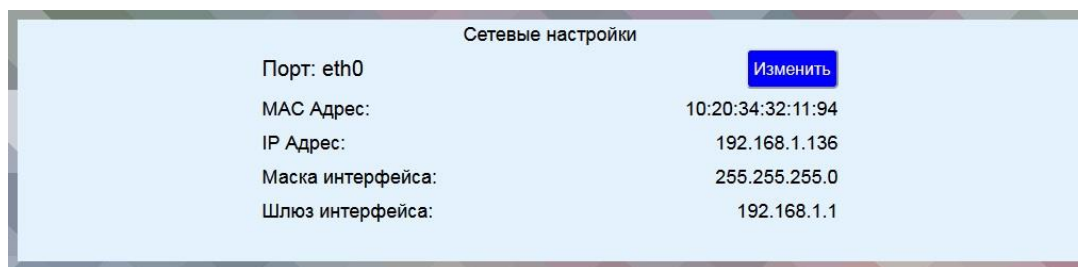 Сетевые настройки
Порт: eth0 Изменить
MAC Адрес: 10:20:34:32:11:94
IP Адрес: 192.168.1.136
Маска интерфейса: 255.255.255.0
Шлюз интерфейса: 192.168.1.1